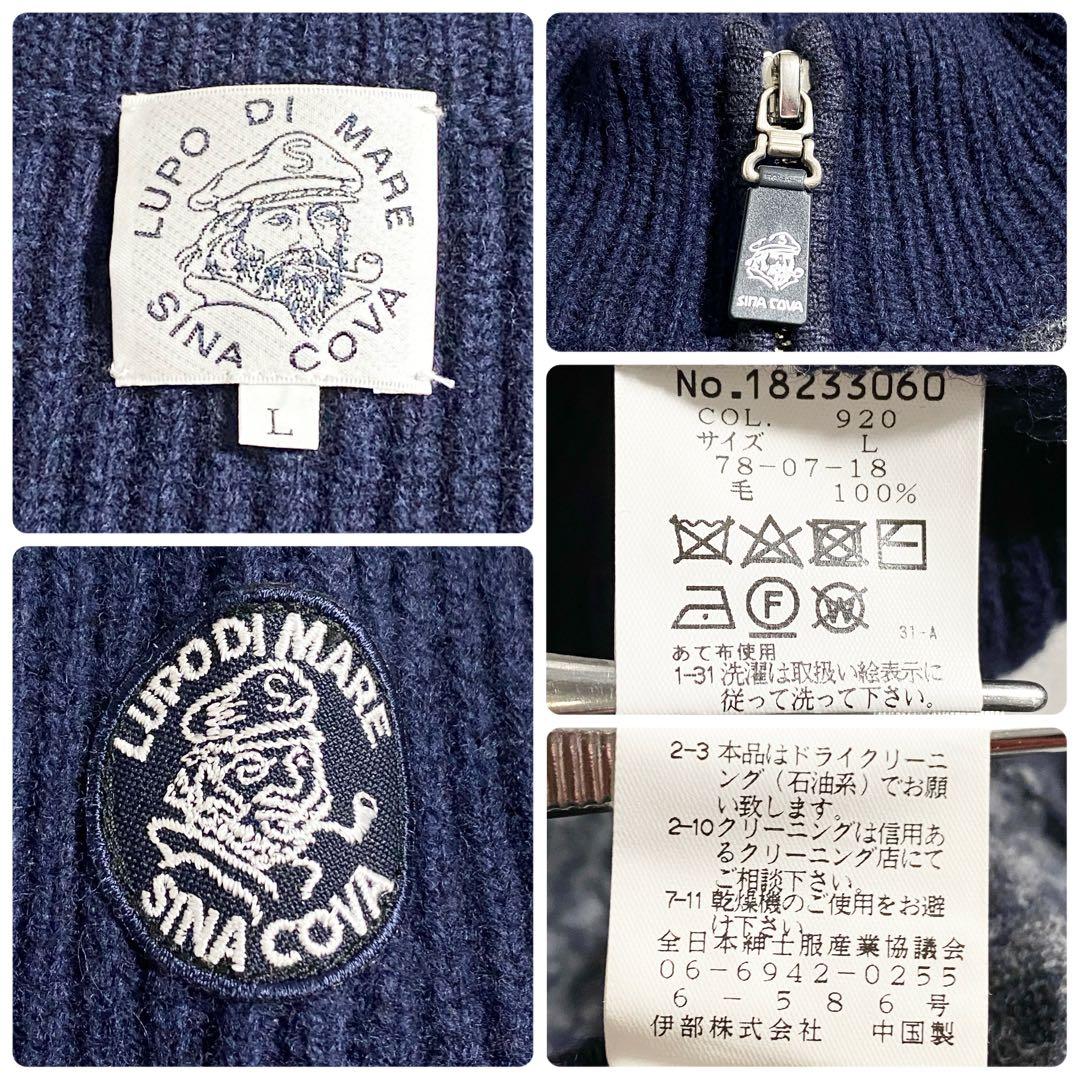 LUPO DI MARE
S
SINA COVA
L
SINA COVA
No.18233060
COL. 920
サイズ L
78-07-18
毛 100%
F W
31-A
あて布使用
1-31 洗濯は取扱い絵表示に
従って洗って下さい。
LUPO DI MARE
S
SINA COVA
2-3 本品はドライクリーニ
ング(石油系)でお願
い致します。
2-10 クリーニングは信用あ
るクリーニング店にて
ご相談下さい。
7-11 乾燥機のご使用をお避
け下さい
全日本紳士服産業協議会
06-6942-0255
6-586号
伊部株式会社 中国製